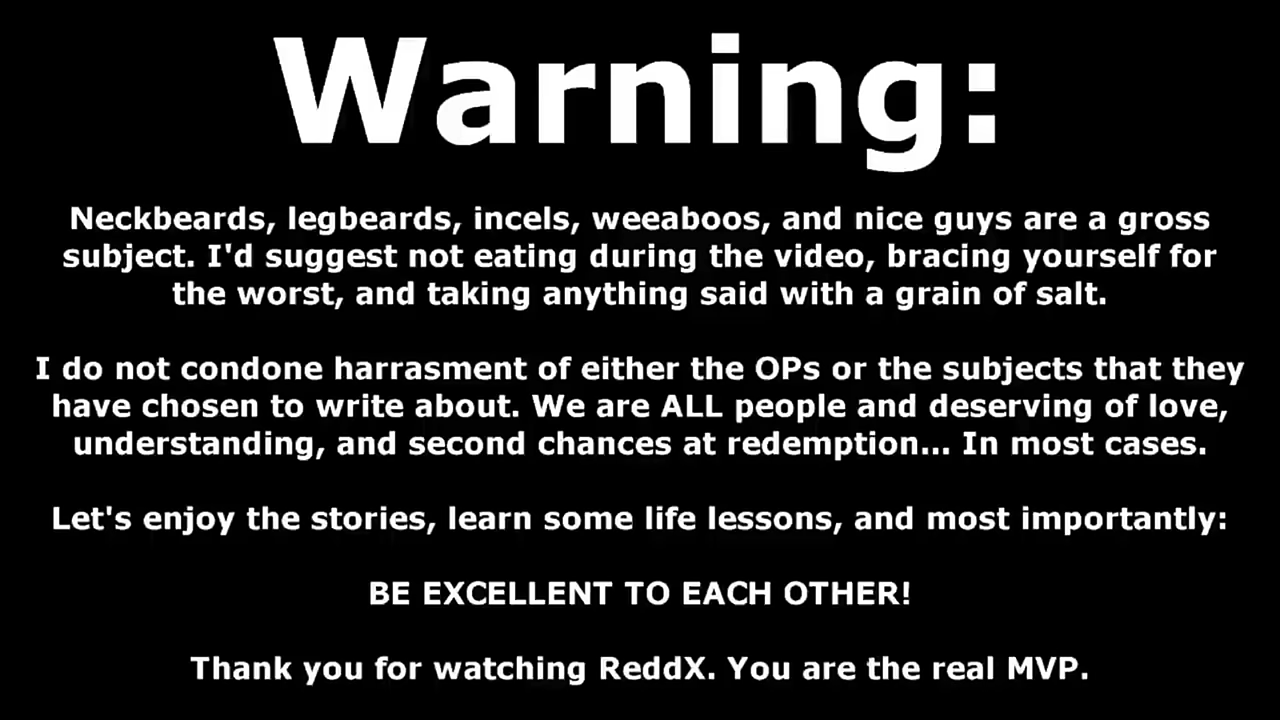 Warning:
Neckbeards, legbeards, incels, weeaboos, and nice guys are a gross
subject. I'd suggest not eating during the video, bracing yourself for
the worst, and taking anything said with a grain of salt.
I do not condone harrasment of either the OPs or the subjects that they
have chosen to write about. We are ALL people and deserving of love,
understanding, and second chances at redemption... In most cases.
Let's enjoy the stories, learn some life lessons, and most importantly:
BE EXCELLENT TO EACH OTHER!
Thank you for watching ReddX. You are the real MVP.